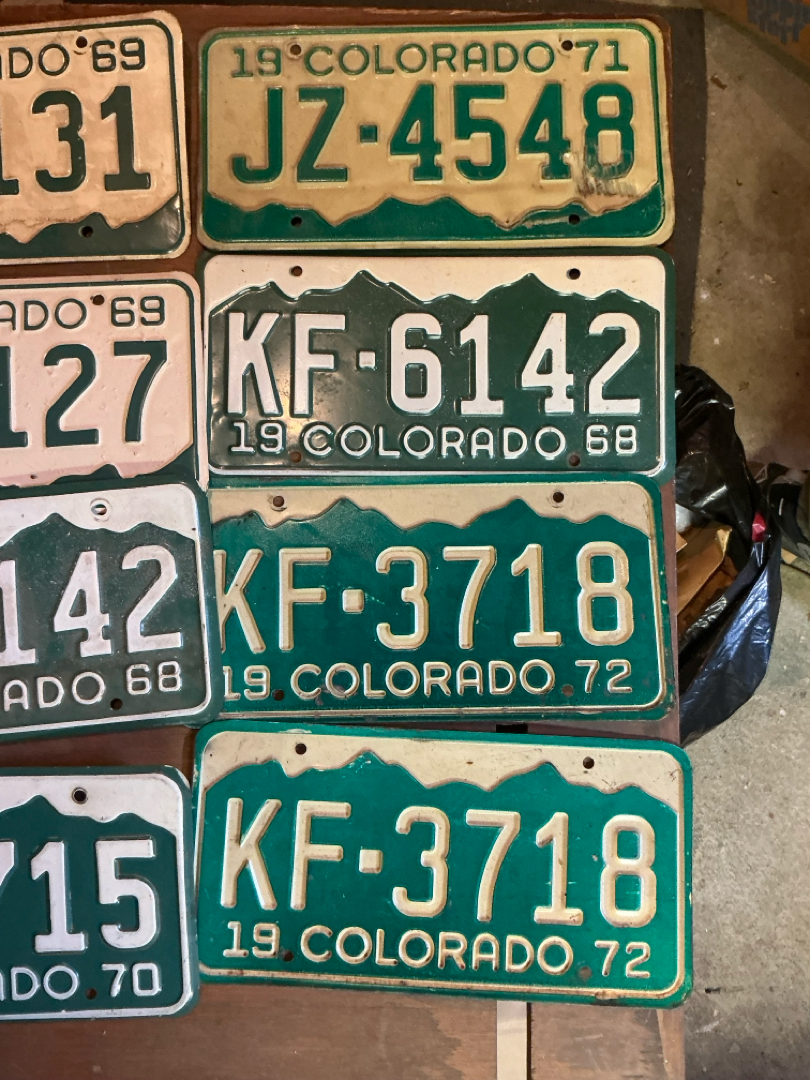 ADO 69
131
19 COLORADO 71
JZ·4548
ADO 69
127
KF·6142
19 COLORADO 68
142
ADO 68
KF·3718
19 COLORADO 72
715
ADO 70
KF·3718
19 COLORADO 72